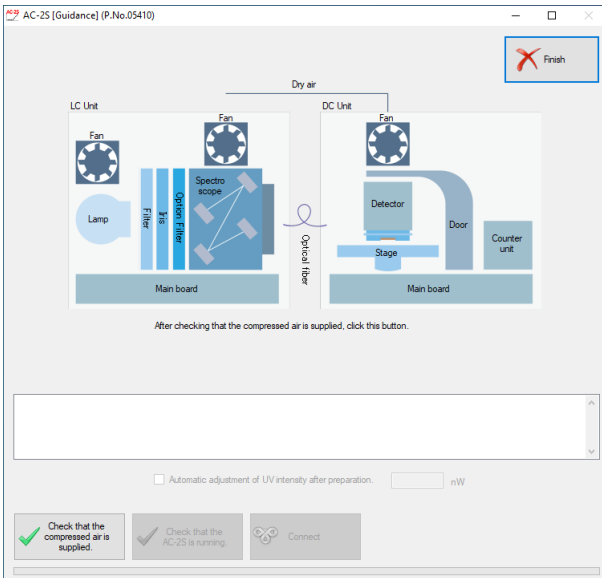 AC-2S
AC-2S [Guidance] (P.No.05410)
Finish
Dry air
LC Unit
DC Unit
Fan
Fan
Fan
Lamp
Filter
Iris
Option Filter
Spectro
scope
Optical fiber
Detector
Stage
Door
Counter
unit
Main board
Main board
After checking that the compressed air is supplied, click this button.
Automatic adjustment of UV intensity after preparation.
nW
Check that the
compressed air is
supplied.
Check that the
AC-2S is running.
Connect